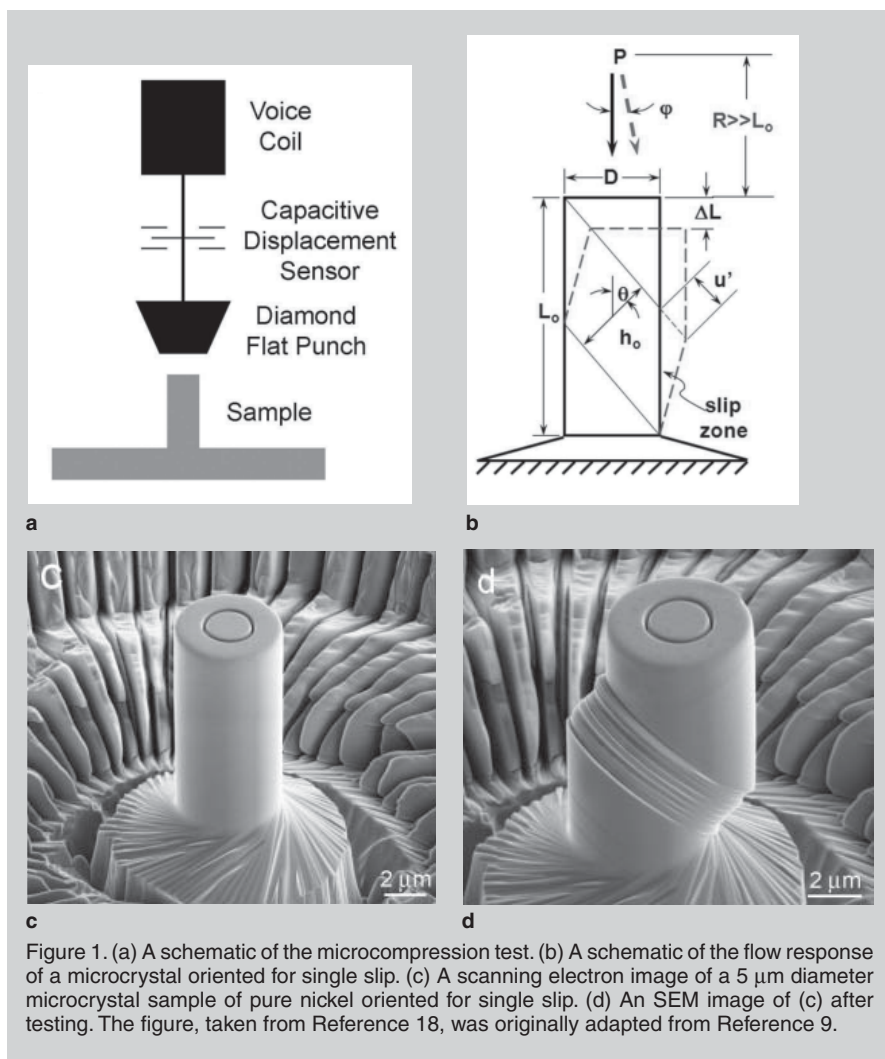 Voice
Coil
Capacitive
Displacement
Sensor
Diamond
Flat Punch
Sample
a
P
φ
R>>Lo
D
ΔL
u'
θ
Lo
ho
slip
zone
b
C
2 μm
c
d
2 μm
d
Figure 1. (a) A schematic of the microcompression test. (b) A schematic of the flow response
of a microcrystal oriented for single slip. (c) A scanning electron image of a 5 μm diameter
microcrystal sample of pure nickel oriented for single slip. (d) An SEM image of (c) after
testing. The figure, taken from Reference 18, was originally adapted from Reference 9.